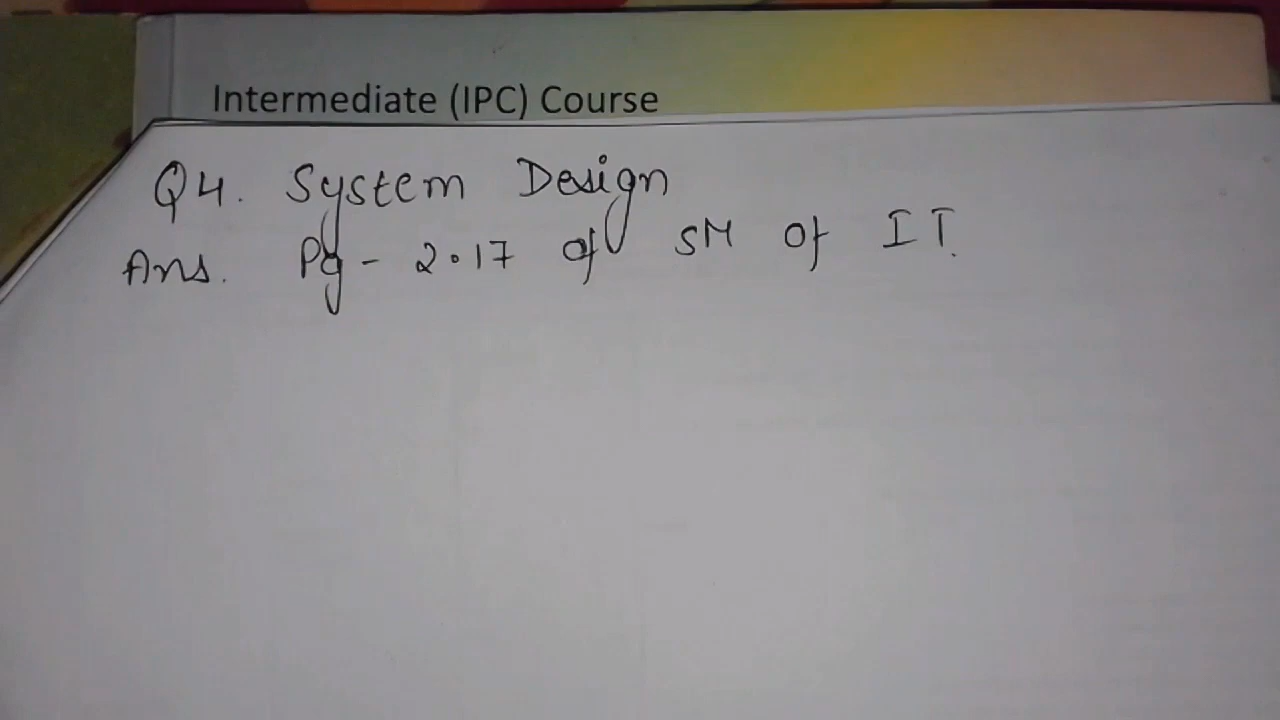 Intermediate (IPC) Course
Q4. System Design
Ans. Pg - 2.17 of SM of IT.